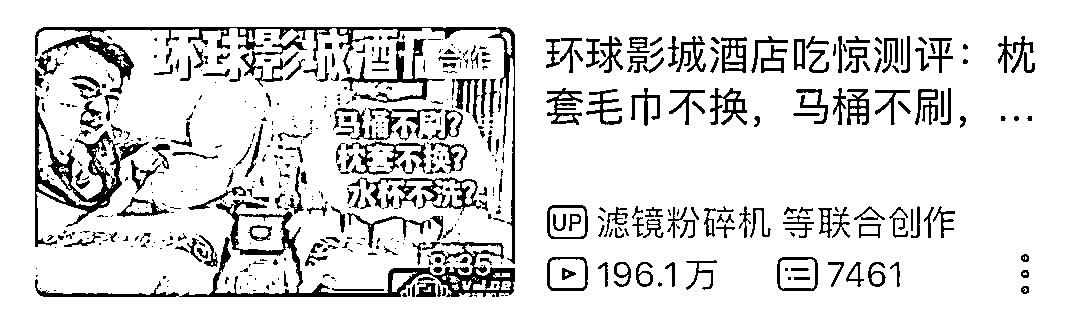 环球影城酒店
合作
马桶不刷?
枕套不换?
水杯不洗?
8:35
环球影城酒店吃惊测评：枕
套毛巾不换，马桶不刷，...
UP 滤镜粉碎机 等联合创作
196.1万 7461